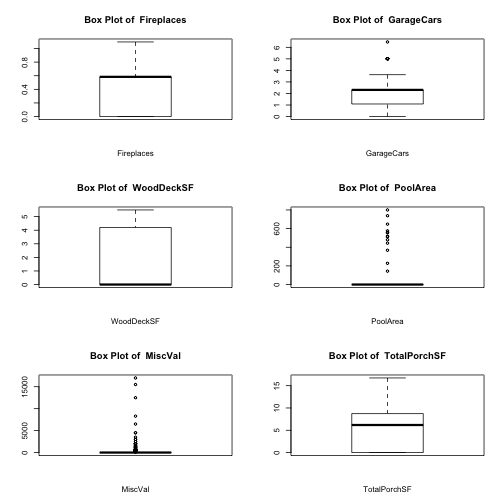 Box Plot of Fireplaces
0.0 0.4 0.8
Fireplaces
Box Plot of GarageCars
0 1 2 3 4 5 6
GarageCars
Box Plot of WoodDeckSF
0 1 2 3 4 5
WoodDeckSF
Box Plot of PoolArea
0 200 600
PoolArea
Box Plot of MiscVal
0 5000 15000
MiscVal
Box Plot of TotalPorchSF
0 5 10 15
TotalPorchSF